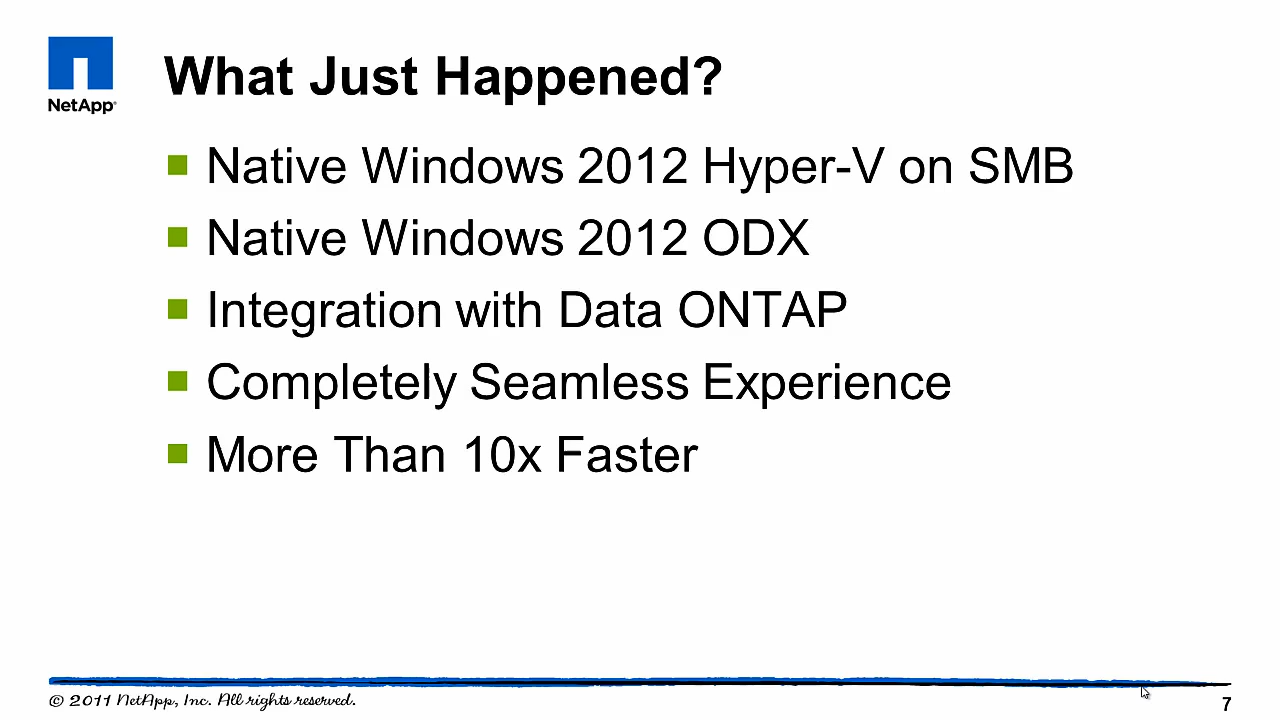 NetApp®
What Just Happened?
Native Windows 2012 Hyper-V on SMB
Native Windows 2012 ODX
Integration with Data ONTAP
Completely Seamless Experience
More Than 10x Faster
© 2011 NetApp, Inc. All rights reserved.
7